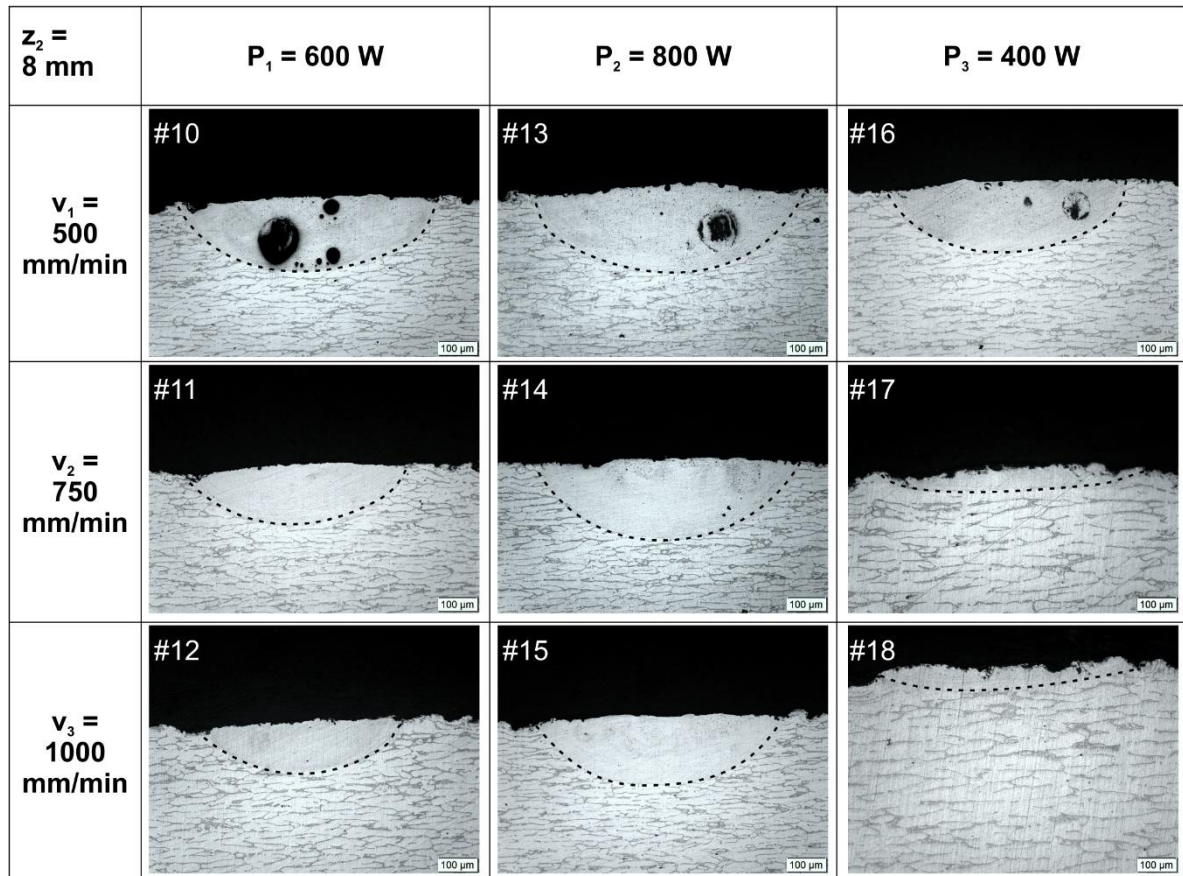 z₂ =
8 mm
P₁ = 600 W
P₂ = 800 W
P₃ = 400 W
v₁ =
500
mm/min
#10
100 µm
#13
100 µm
#16
100 µm
v₂ =
750
mm/min
#11
100 µm
#14
100 µm
#17
100 µm
v₃ =
1000
mm/min
#12
100 µm
#15
100 µm
#18
100 µm